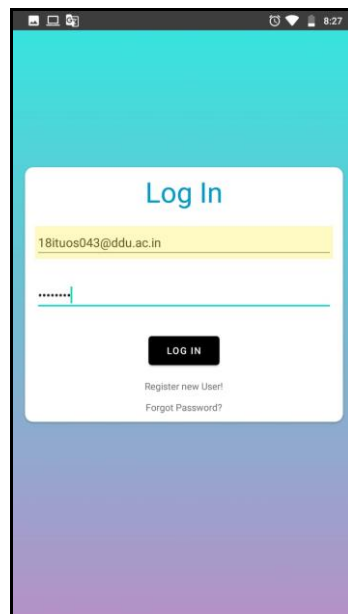 8:27
Log In
18ituos043@ddu.ac.in
••••••••
LOG IN
Register new User!
Forgot Password?